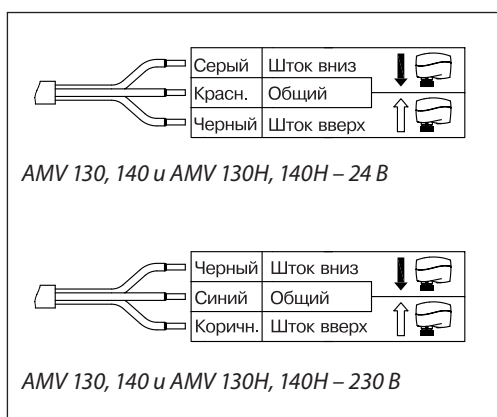 Серый Шток вниз
Красн. Общий
Черный Шток вверх
AMV 130, 140 и AMV 130H, 140H – 24 В
Черный Шток вниз
Синий Общий
Коричн. Шток вверх
AMV 130, 140 и AMV 130H, 140H – 230 В